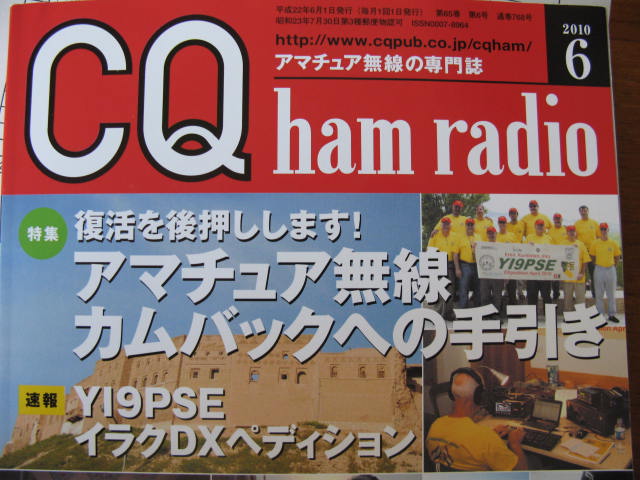 平成22年6月1日発行（毎月1回1日発行） 第65巻 第6号 通巻768号
昭和23年7月30日第3種郵便物認可 ISSN0007-8964
http://www.cqpub.co.jp/cqham/
アマチュア無線の専門誌
2010
6
CQ
ham radio
特集
復活を後押しします!
アマチュア無線
カムバックへの手引き
YI9PSE
速報
YI9PSE
イラクDXペディション